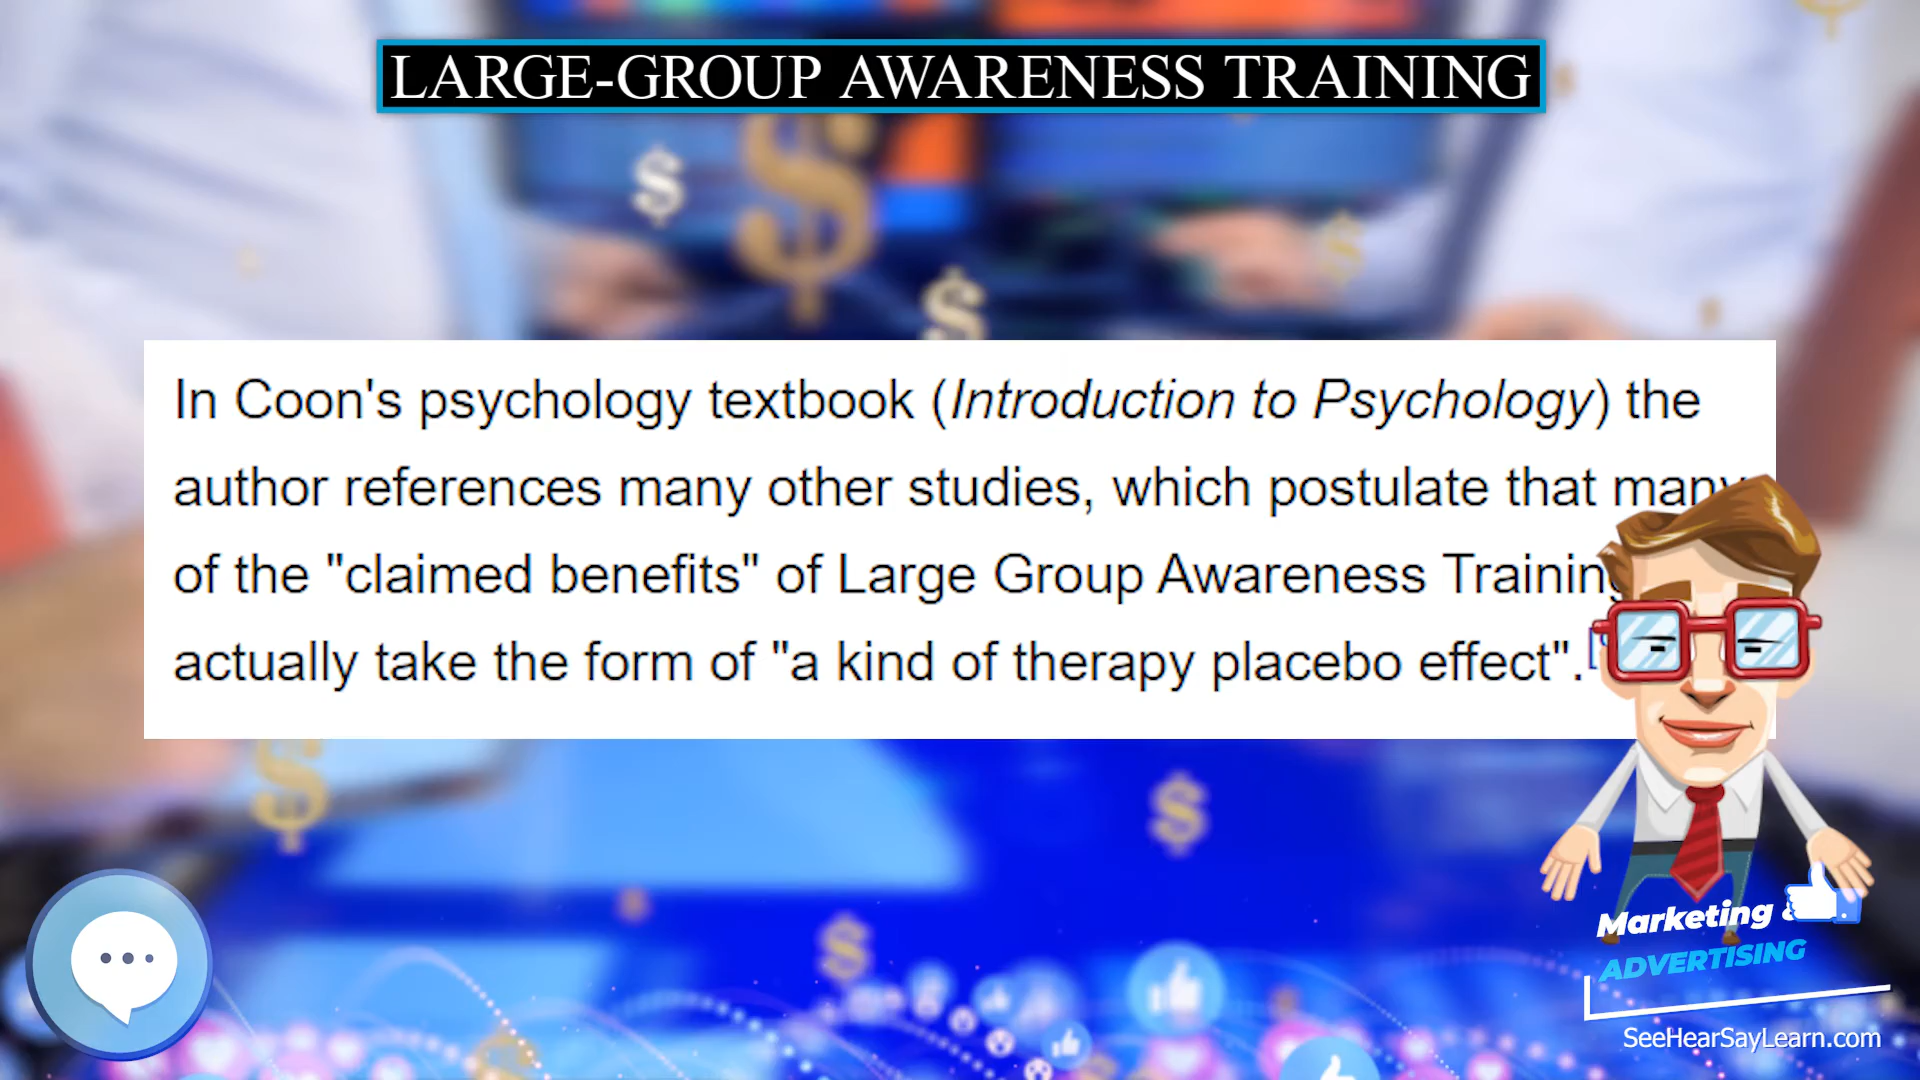 LARGE-GROUP AWARENESS TRAINING
In Coon's psychology textbook (Introduction to Psychology) the
author references many other studies, which postulate that many
of the "claimed benefits" of Large Group Awareness Training
actually take the form of "a kind of therapy placebo effect".
Marketing &
ADVERTISING
SeeHearSayLearn.com